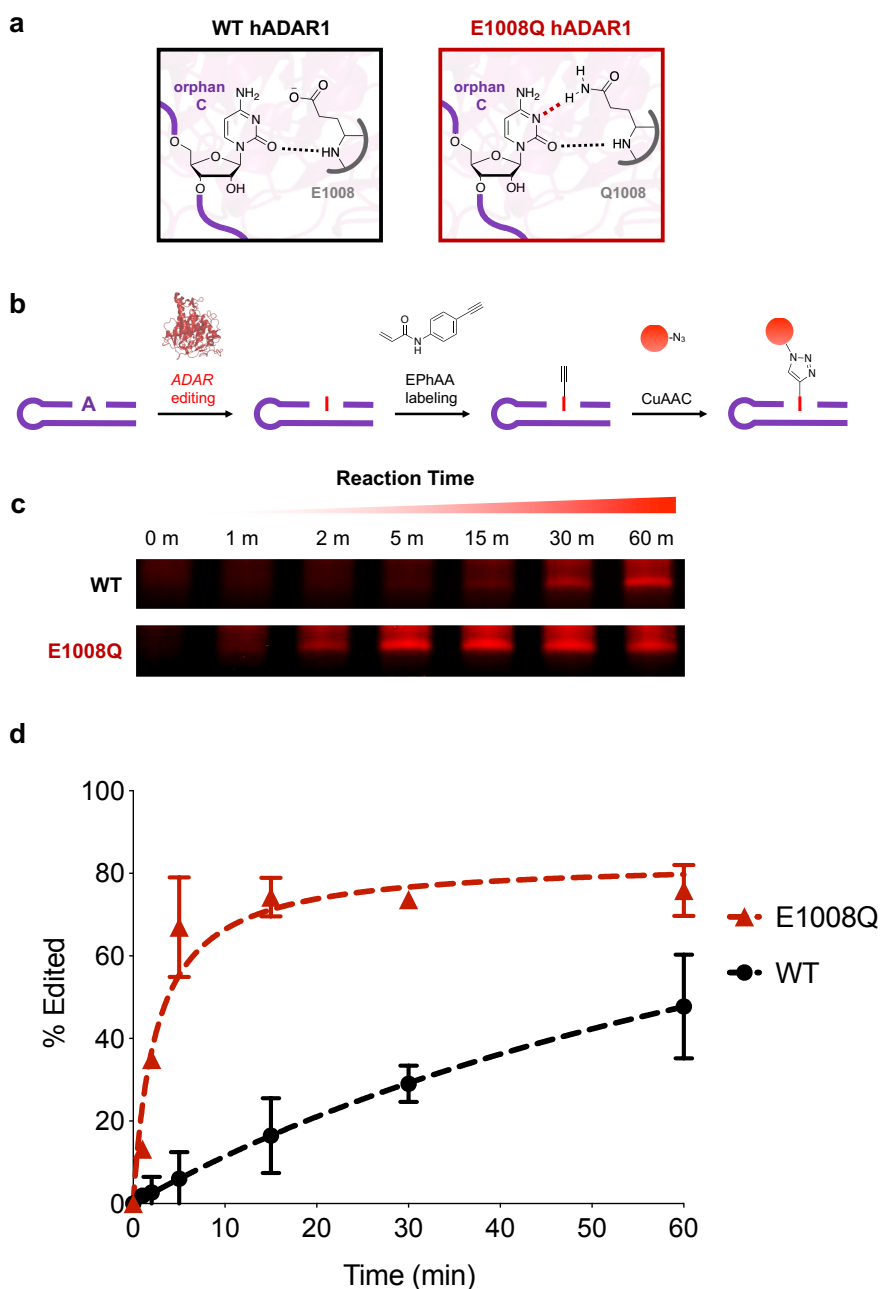 a
WT hADAR1
E1008Q hADAR1
orphan
C
NH2
O
-O
N
N
O
O
O
O
OH
HN
E1008
orphan
C
NH2
H
H
N
O
N
N
O
O
O
O
OH
HN
Q1008
b
ADAR
editing
O
N
H
EPhAA
labeling
-N3
CuAAC
N
N
N
A
I
I
I
Reaction Time
c
0 m 1 m 2 m 5 m 15 m 30 m 60 m
WT
E1008Q
d
% Edited
100
80
60
40
20
0
0 10 20 30 40 50 60
Time (min)
E1008Q
WT